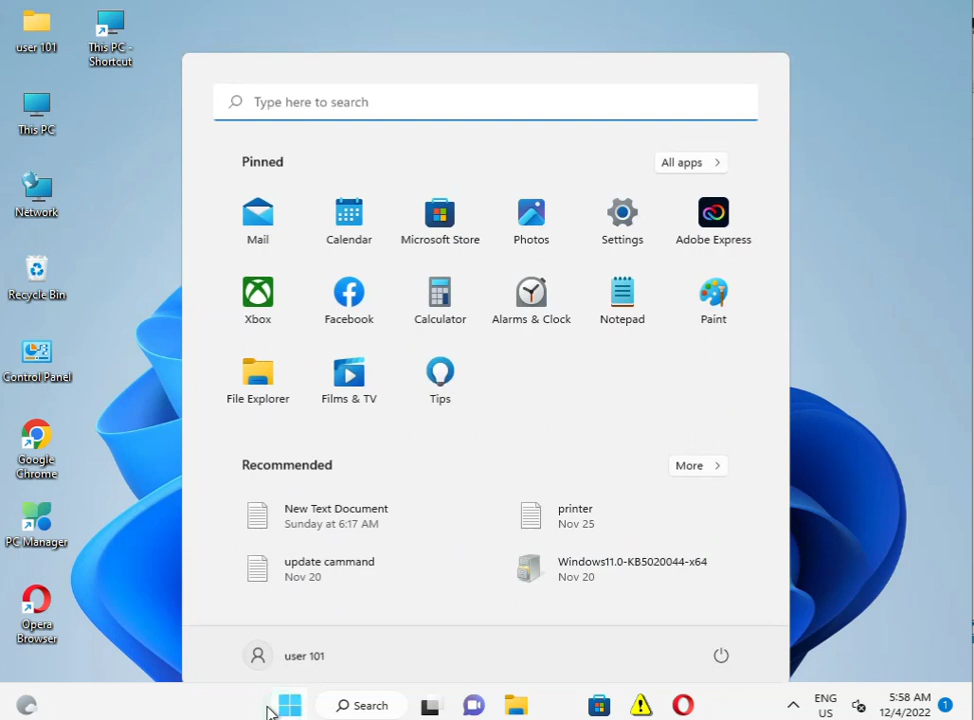 user 101
This PC -
Shortcut
This PC
Network
Recycle Bin
Control Panel
Google
Chrome
PC Manager
Opera
Browser
Type here to search
Pinned
All apps
Mail
Calendar
Microsoft Store
Photos
Settings
Adobe Express
Xbox
Facebook
Calculator
Alarms & Clock
Notepad
Paint
File Explorer
Films & TV
Tips
Recommended
More
New Text Document
Sunday at 6:17 AM
printer
Nov 25
update cammand
Nov 20
Windows11.0-KB5020044-x64
Nov 20
user 101
Search
ENG
US
5:58 AM
12/4/2022
1